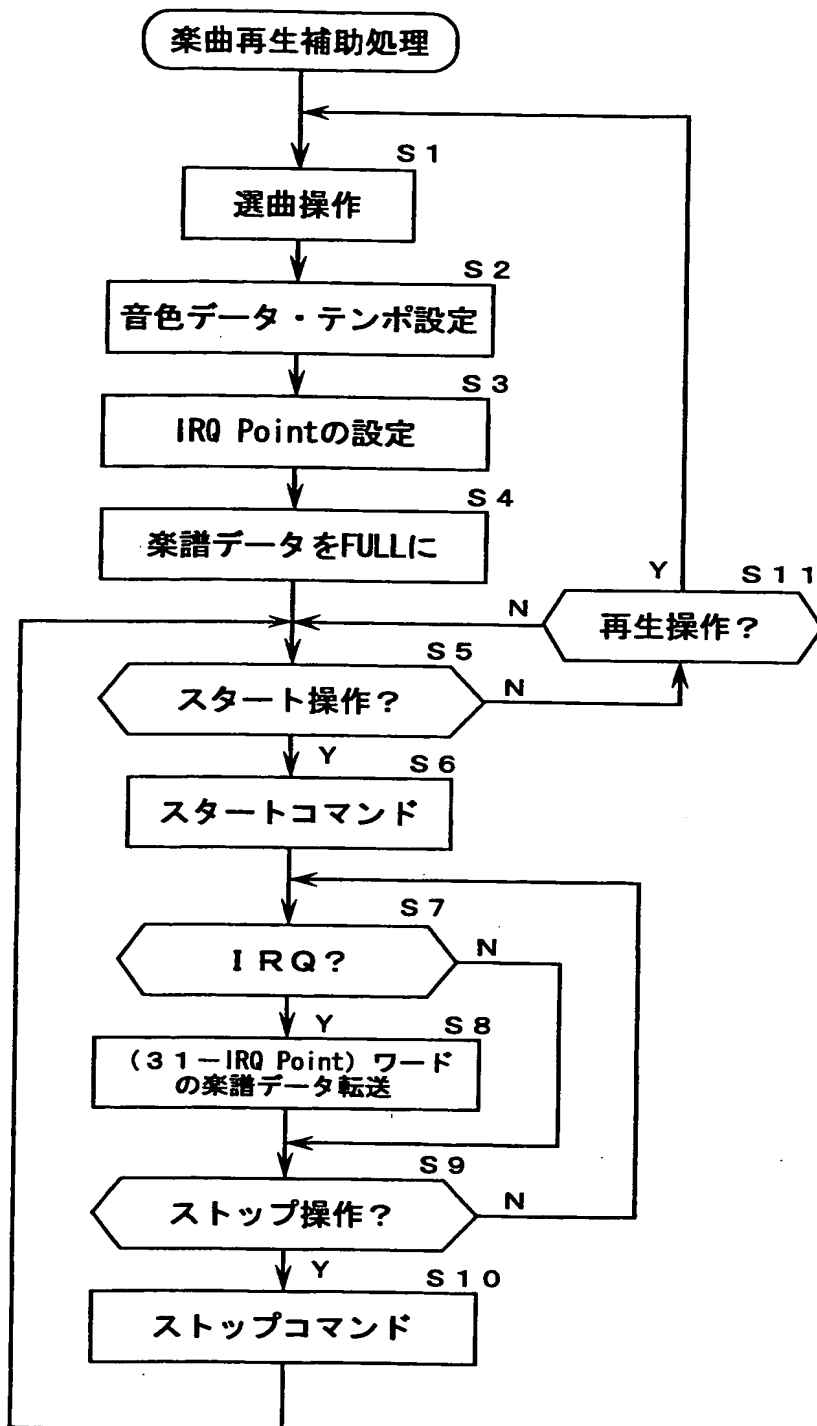 楽曲再生補助処理
S1
選曲操作
S2
音色データ・テンポ設定
S3
IRQ Pointの設定
S4
楽譜データをFULLに
S11
Y
N
再生操作?
S5
スタート操作?
N
Y
S6
スタートコマンド
S7
IRQ?
N
Y
S8
(31-IRQ Point)ワード
の楽譜データ転送
S9
ストップ操作?
N
Y
S10
ストップコマンド